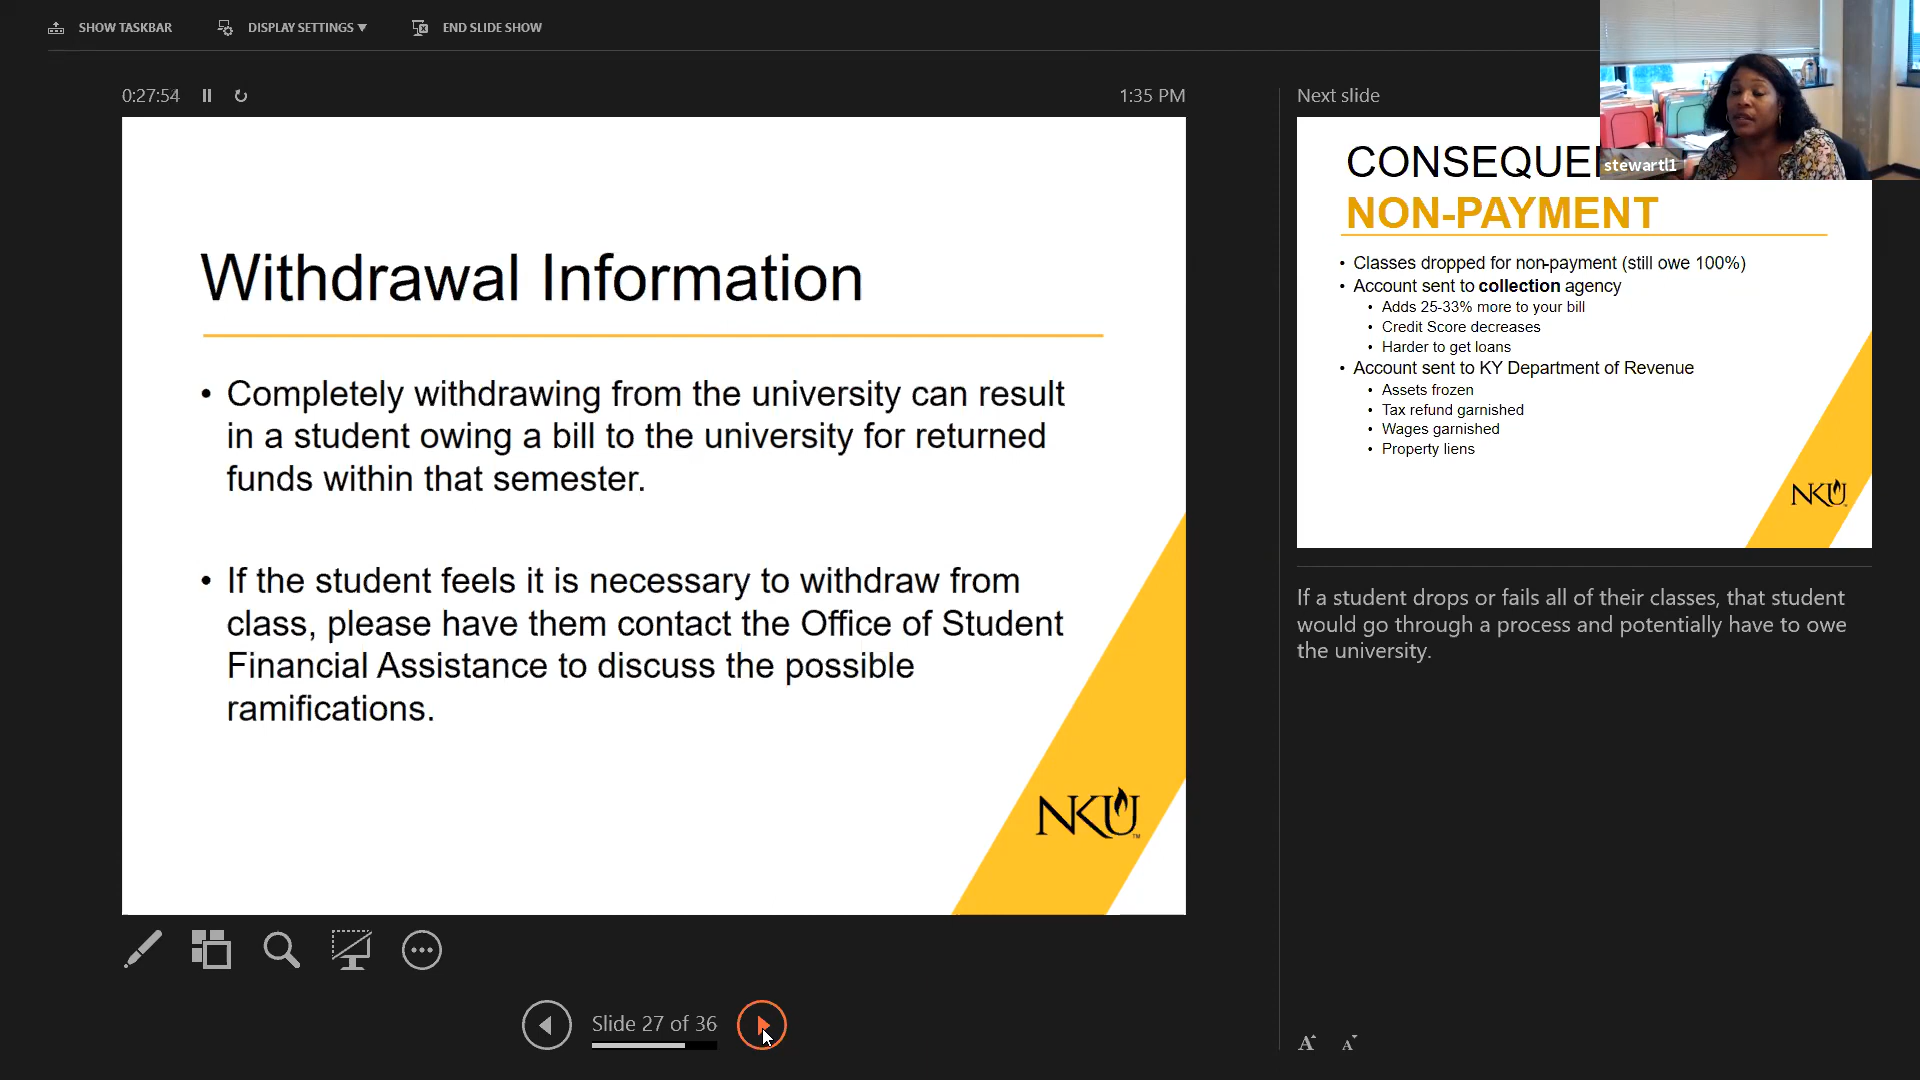 SHOW TASKBAR
DISPLAY SETTINGS
END SLIDE SHOW
0:27:54
1:35 PM
Withdrawal Information
• Completely withdrawing from the university can result
in a student owing a bill to the university for returned
funds within that semester.
• If the student feels it is necessary to withdraw from
class, please have them contact the Office of Student
Financial Assistance to discuss the possible
ramifications.
NKU
TM
Slide 27 of 36
Next slide
stewartl1
CONSEQUE
NON-PAYMENT
• Classes dropped for non-payment (still owe 100%)
• Account sent to collection agency
• Adds 25-33% more to your bill
• Credit Score decreases
• Harder to get loans
• Account sent to KY Department of Revenue
• Assets frozen
• Tax refund garnished
• Wages garnished
• Property liens
NKU
If a student drops or fails all of their classes, that student
would go through a process and potentially have to owe
the university.
A A